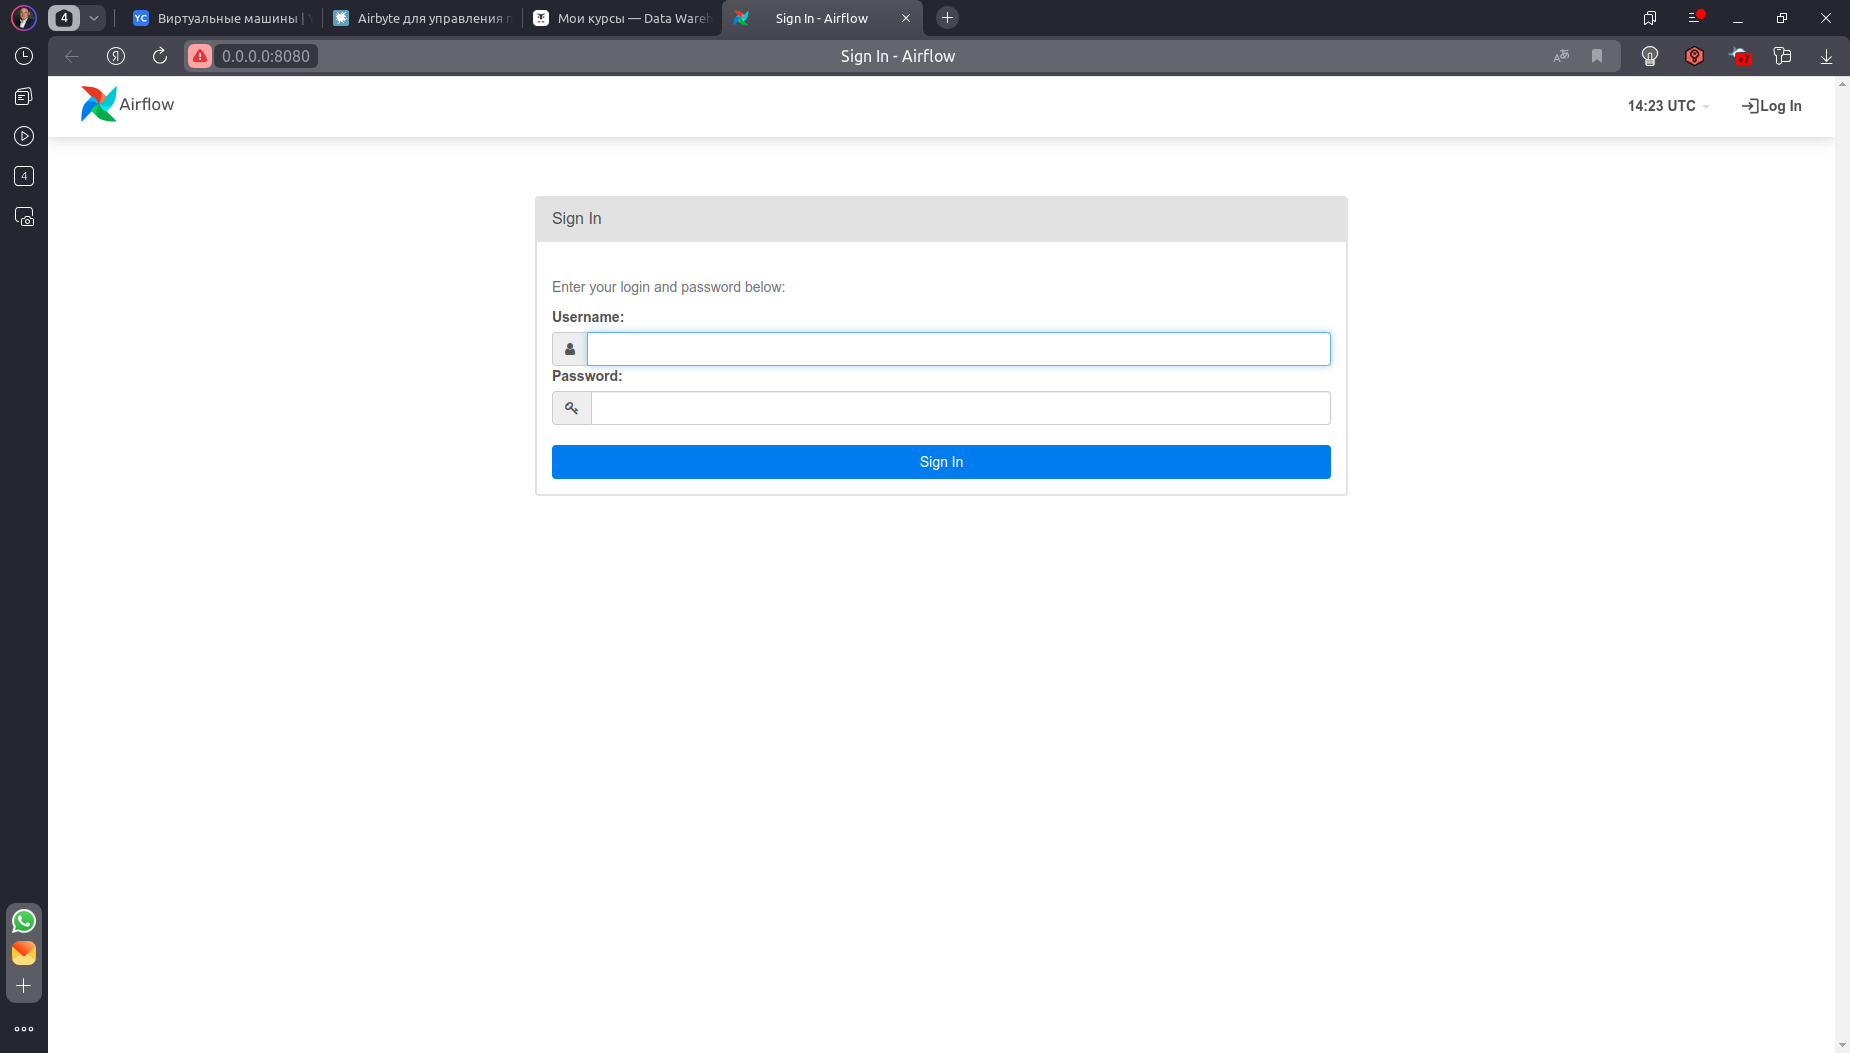 4
YC Виртуальные машины |
Airbyte для управления п
Мои курсы — Data Wareh
Sign In - Airflow
0.0.0.0:8080
Sign In - Airflow
+7
4
Airflow
14:23 UTC
Log In
Sign In
Enter your login and password below:
Username:
Password:
Sign In